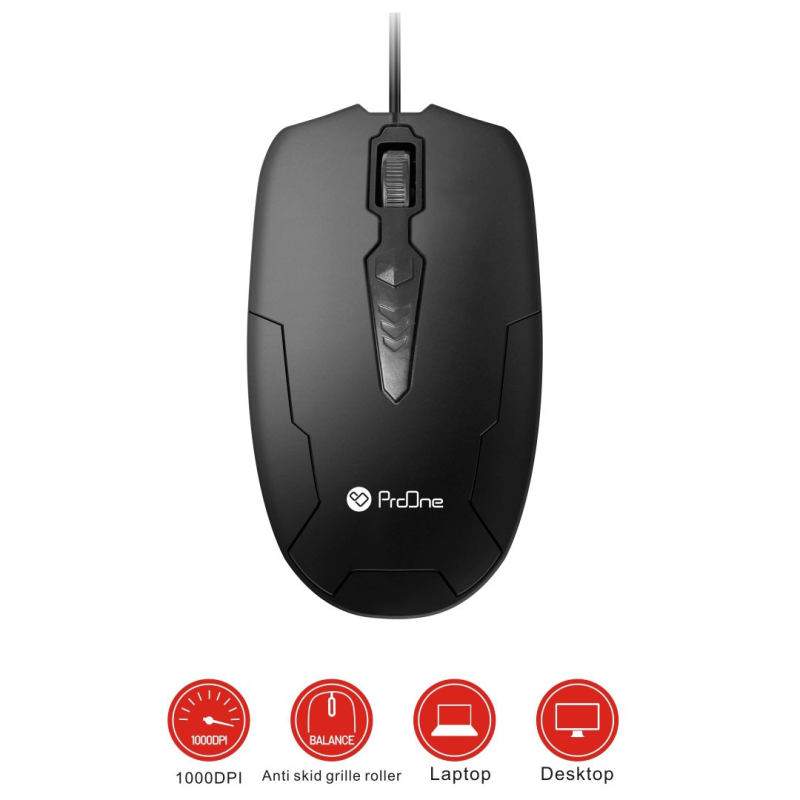 ProOne
1000DPI
BALANCE
1000DPI
Anti skid grille roller
Laptop
Desktop